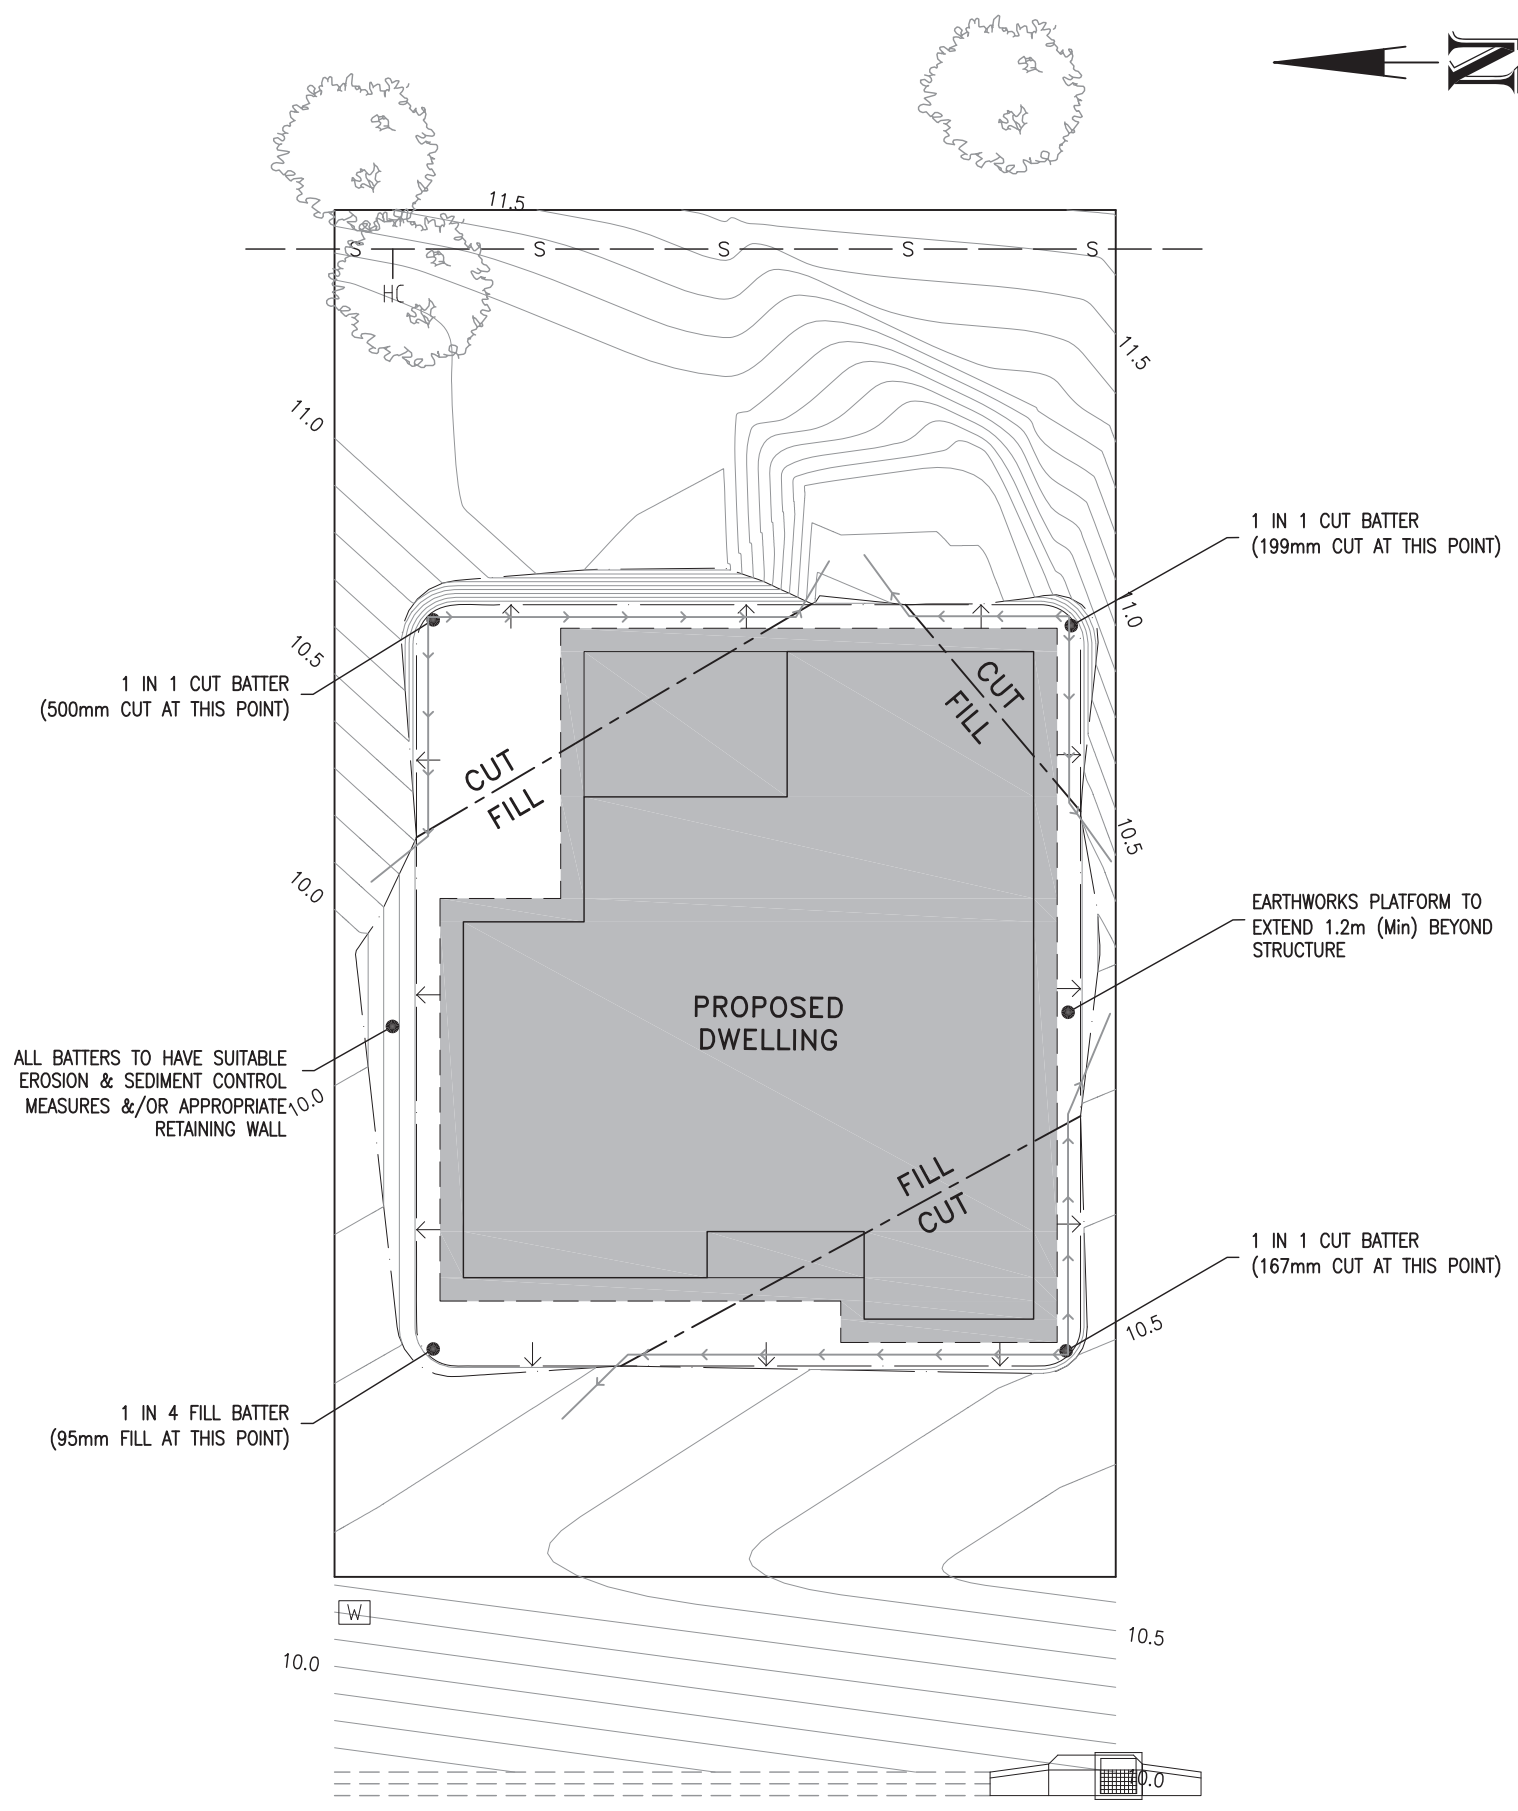 N
11.5
S S S S S
HC
11.5
11.0
1 IN 1 CUT BATTER
(199mm CUT AT THIS POINT)
11.0
10.5
1 IN 1 CUT BATTER
(500mm CUT AT THIS POINT)
CUT
FILL
CUT
FILL
10.5
10.0
EARTHWORKS PLATFORM TO
EXTEND 1.2m (Min) BEYOND
STRUCTURE
PROPOSED
DWELLING
ALL BATTERS TO HAVE SUITABLE
EROSION & SEDIMENT CONTROL
MEASURES &/OR APPROPRIATE
RETAINING WALL
10.0
FILL
CUT
1 IN 1 CUT BATTER
(167mm CUT AT THIS POINT)
10.5
1 IN 4 FILL BATTER
(95mm FILL AT THIS POINT)
W
10.5
10.0
10.0